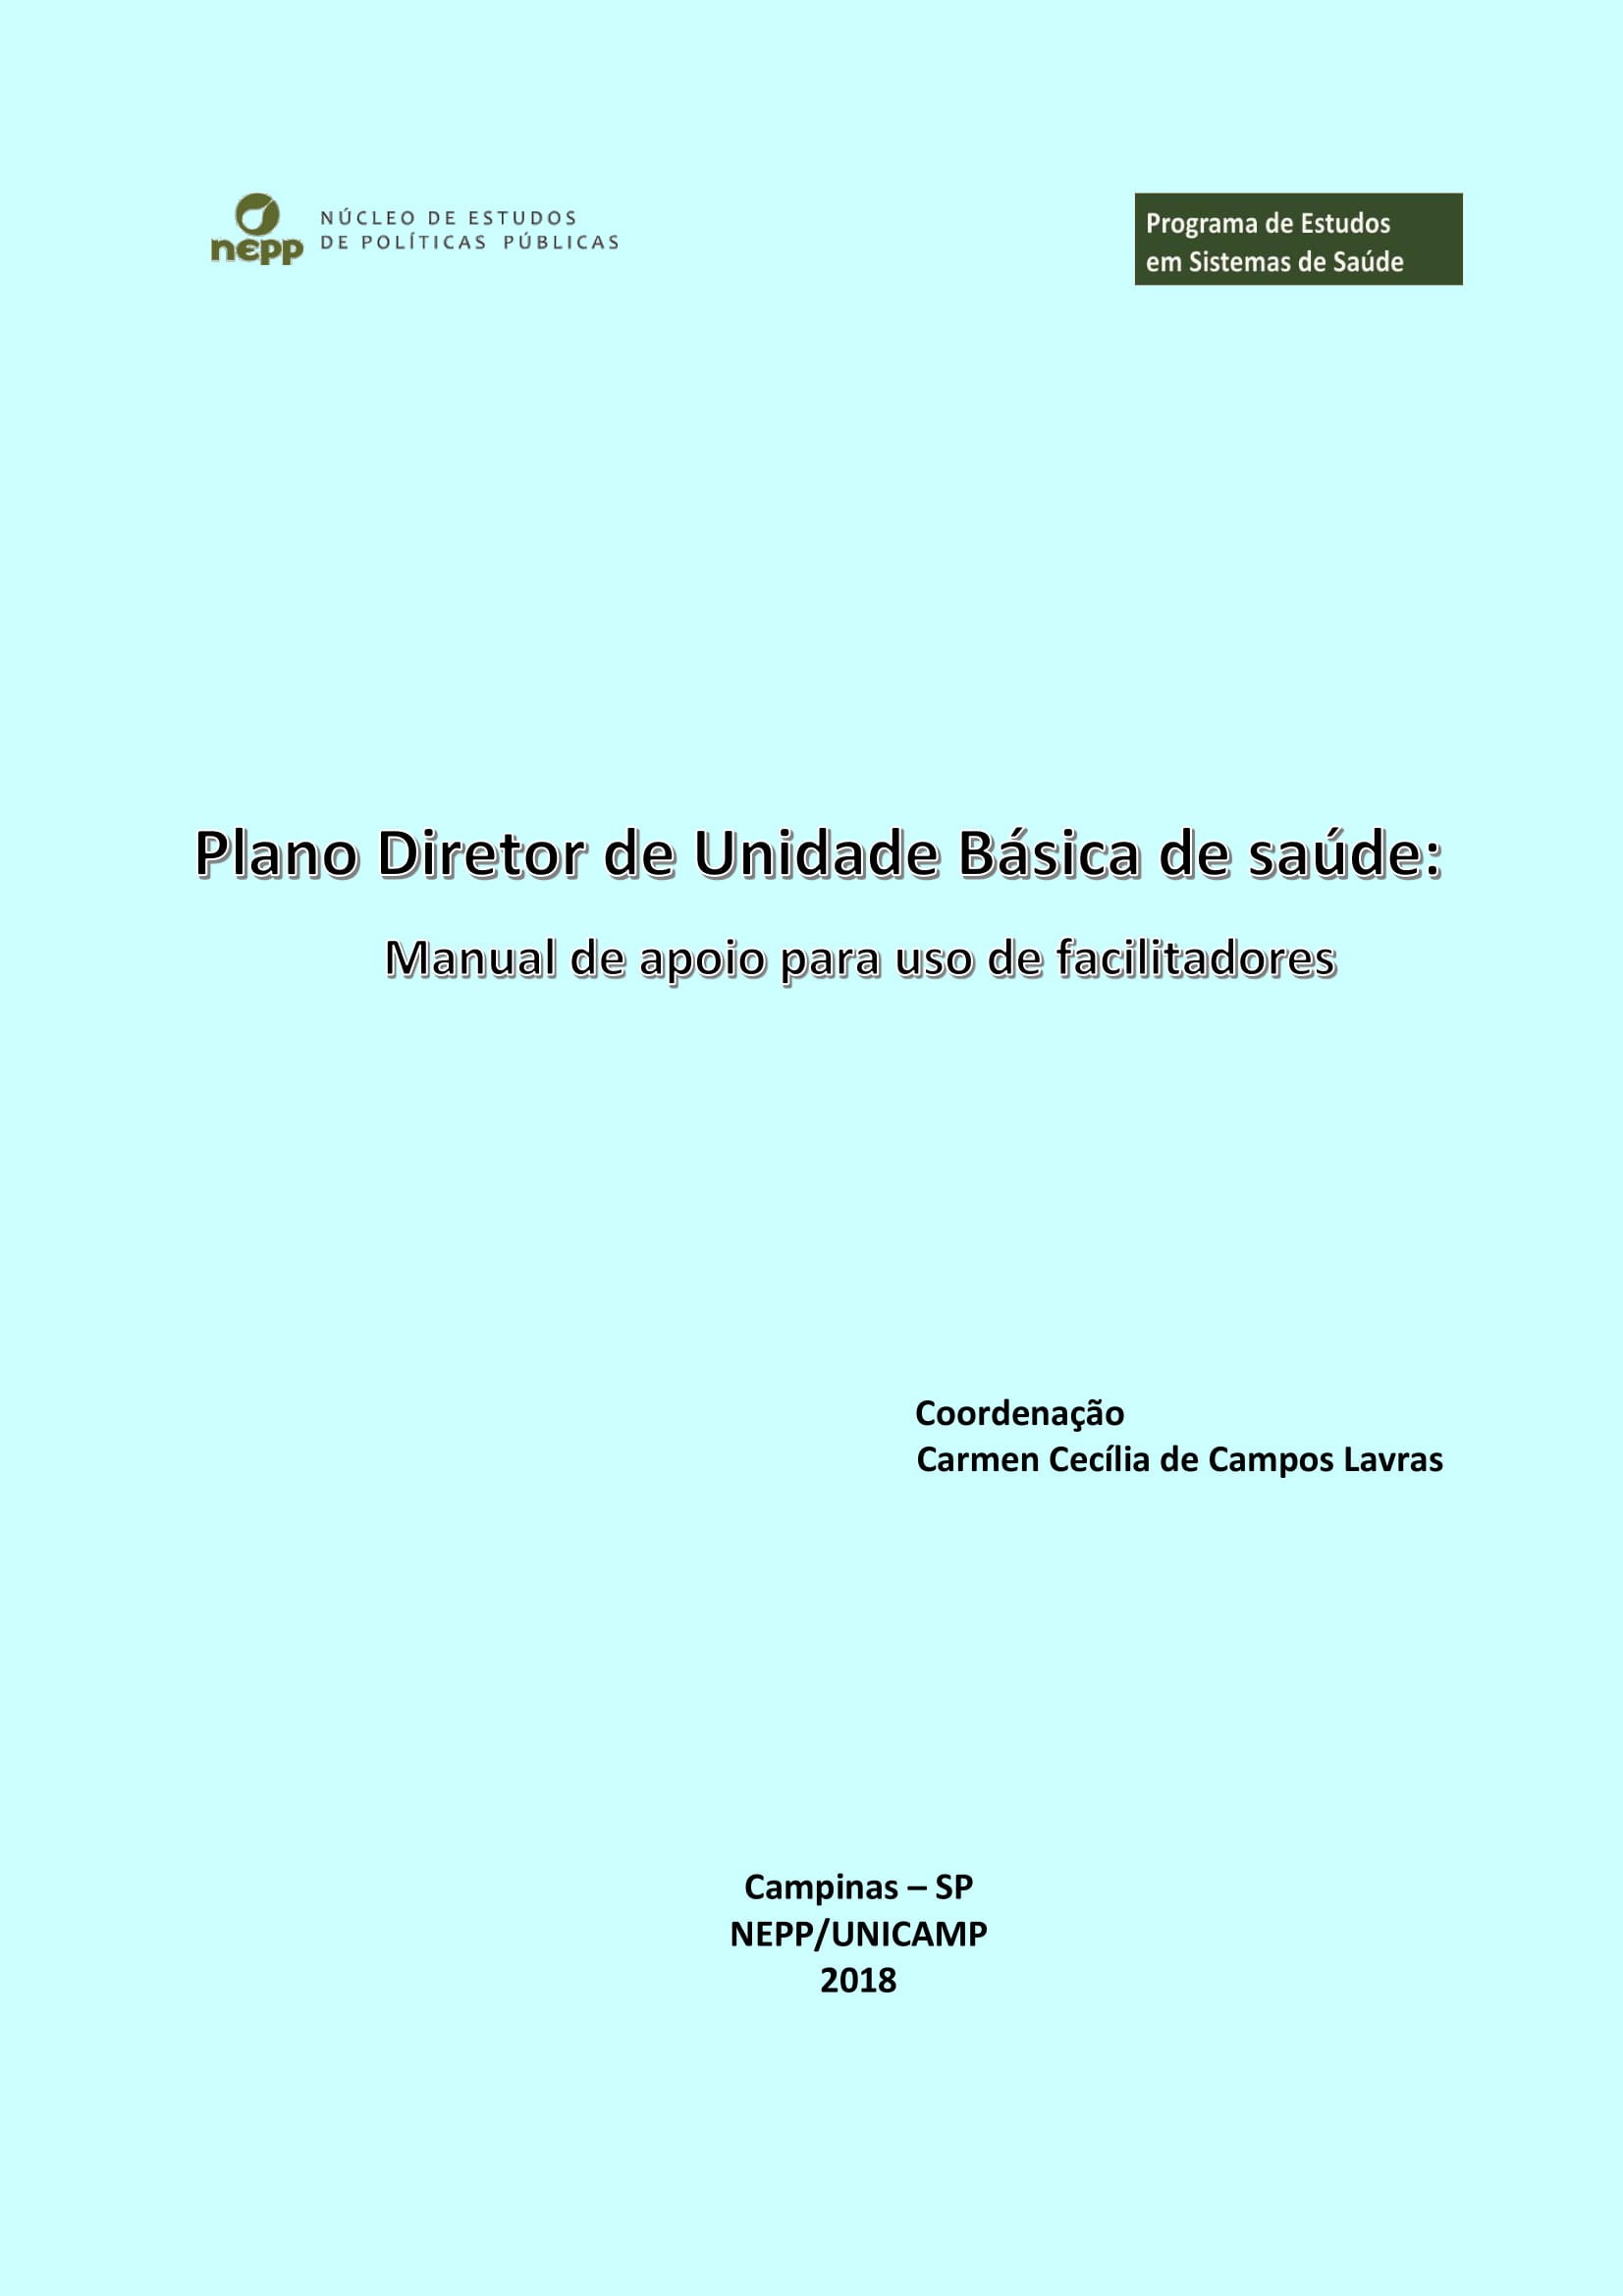 nepp
NÚCLEO DE ESTUDOS
DE POLÍTICAS PÚBLICAS
Programa de Estudos
em Sistemas de Saúde
Plano Diretor de Unidade Básica de saúde:
Manual de apoio para uso de facilitadores
Coordenação
Carmen Cecília de Campos Lavras
Campinas – SP
NEPP/UNICAMP
2018